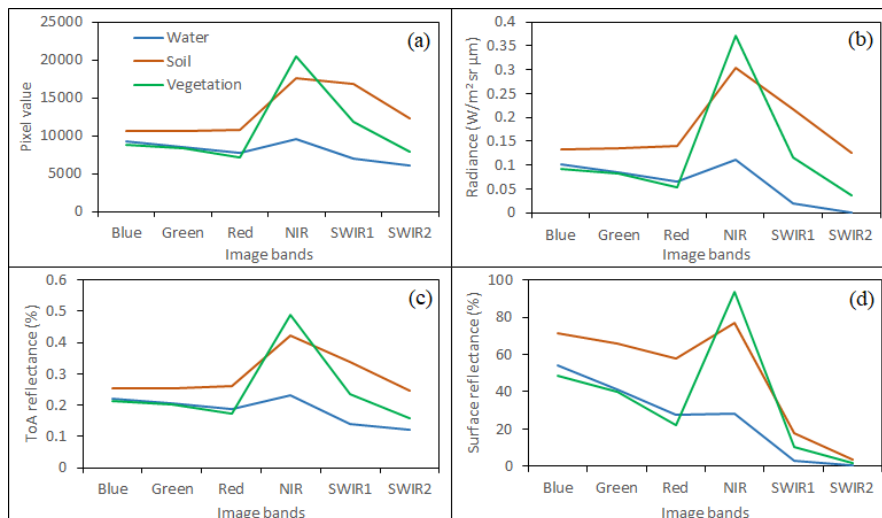 25000
20000
15000
10000
5000
0
Pixel value
Water
Soil
Vegetation
(a)
Blue Green Red NIR SWIR1 SWIR2
Image bands
0.4
0.35
0.3
0.25
0.2
0.15
0.1
0.05
0
Radiance (W/m² sr µm)
(b)
Blue Green Red NIR SWIR1 SWIR2
Image bands
0.6
0.5
0.4
0.3
0.2
0.1
0
ToA reflectance (%)
(c)
Blue Green Red NIR SWIR1 SWIR2
Image bands
100
80
60
40
20
0
Surface reflectance (%)
(d)
Blue Green Red NIR SWIR1 SWIR2
Image bands